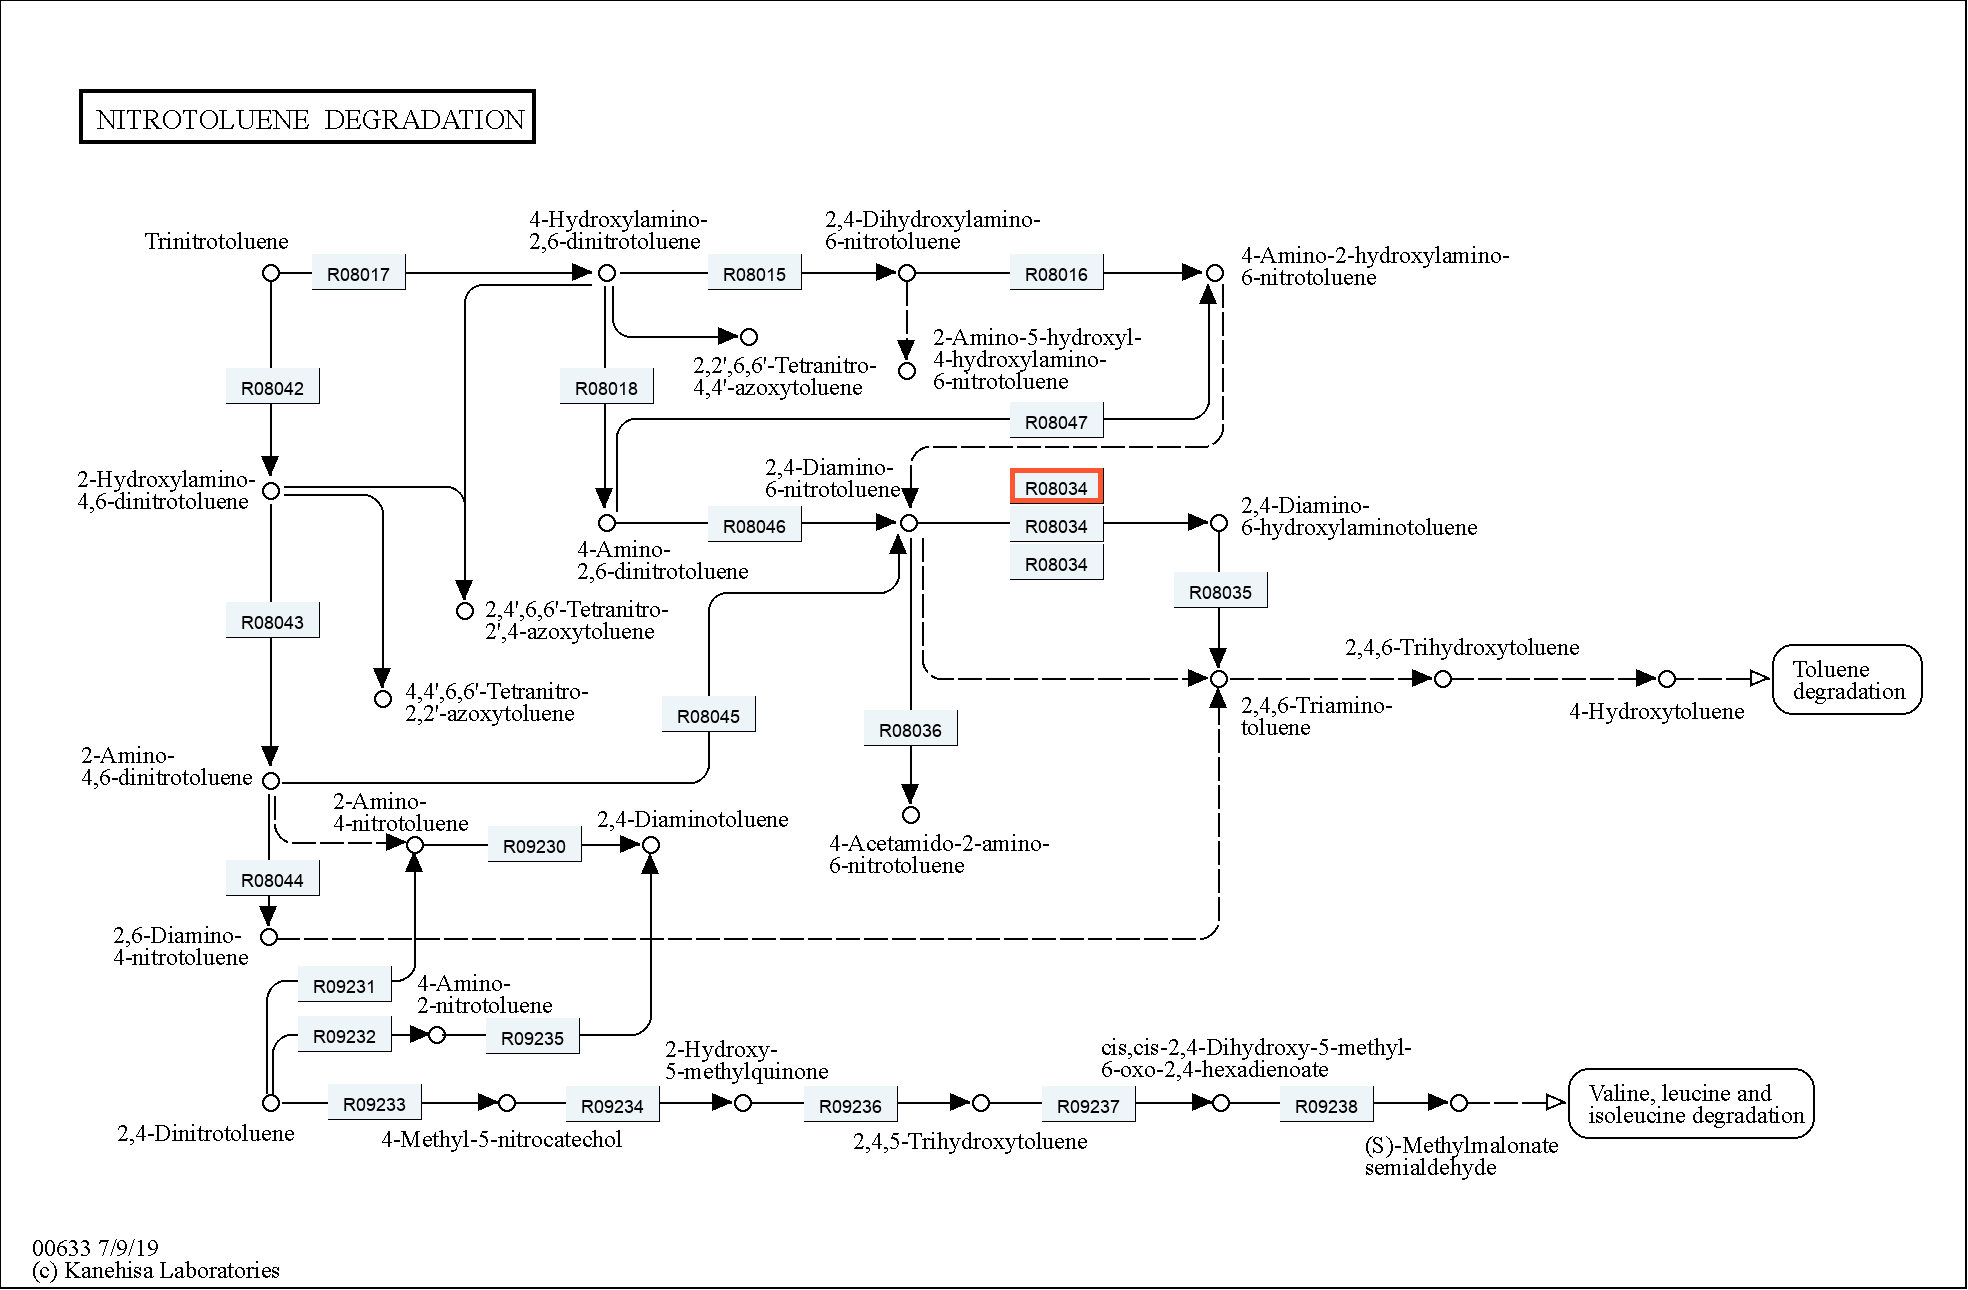 NITROTOLUENE DEGRADATION
Trinitrotoluene
4-Hydroxylamino-
2,6-dinitrotoluene
2,4-Dihydroxylamino-
6-nitrotoluene
4-Amino-2-hydroxylamino-
6-nitrotoluene
R08017
R08015
R08016
2-Amino-5-hydroxyl-
4-hydroxylamino-
6-nitrotoluene
2,2',6,6'-Tetranitro-
4,4'-azoxytoluene
R08042
R08018
R08047
2-Hydroxylamino-
4,6-dinitrotoluene
2,4-Diamino-
6-nitrotoluene
R08034
R08034
R08034
2,4-Diamino-
6-hydroxylaminotoluene
R08046
4-Amino-
2,6-dinitrotoluene
R08035
2,4',6,6'-Tetranitro-
2',4-azoxytoluene
R08043
2,4,6-Trihydroxytoluene
Toluene
degradation
4,4',6,6'-Tetranitro-
2,2'-azoxytoluene
R08045
R08036
2,4,6-Triamino-
toluene
4-Hydroxytoluene
2-Amino-
4,6-dinitrotoluene
2-Amino-
4-nitrotoluene
2,4-Diaminotoluene
R09230
4-Acetamido-2-amino-
6-nitrotoluene
R08044
2,6-Diamino-
4-nitrotoluene
R09231
4-Amino-
2-nitrotoluene
R09232
R09235
2-Hydroxy-
5-methylquinone
cis,cis-2,4-Dihydroxy-5-methyl-
6-oxo-2,4-hexadienoate
R09233
R09234
R09236
R09237
R09238
Valine, leucine and
isoleucine degradation
2,4-Dinitrotoluene
4-Methyl-5-nitrocatechol
2,4,5-Trihydroxytoluene
(S)-Methylmalonate
semialdehyde
00633 7/9/19
(c) Kanehisa Laboratories